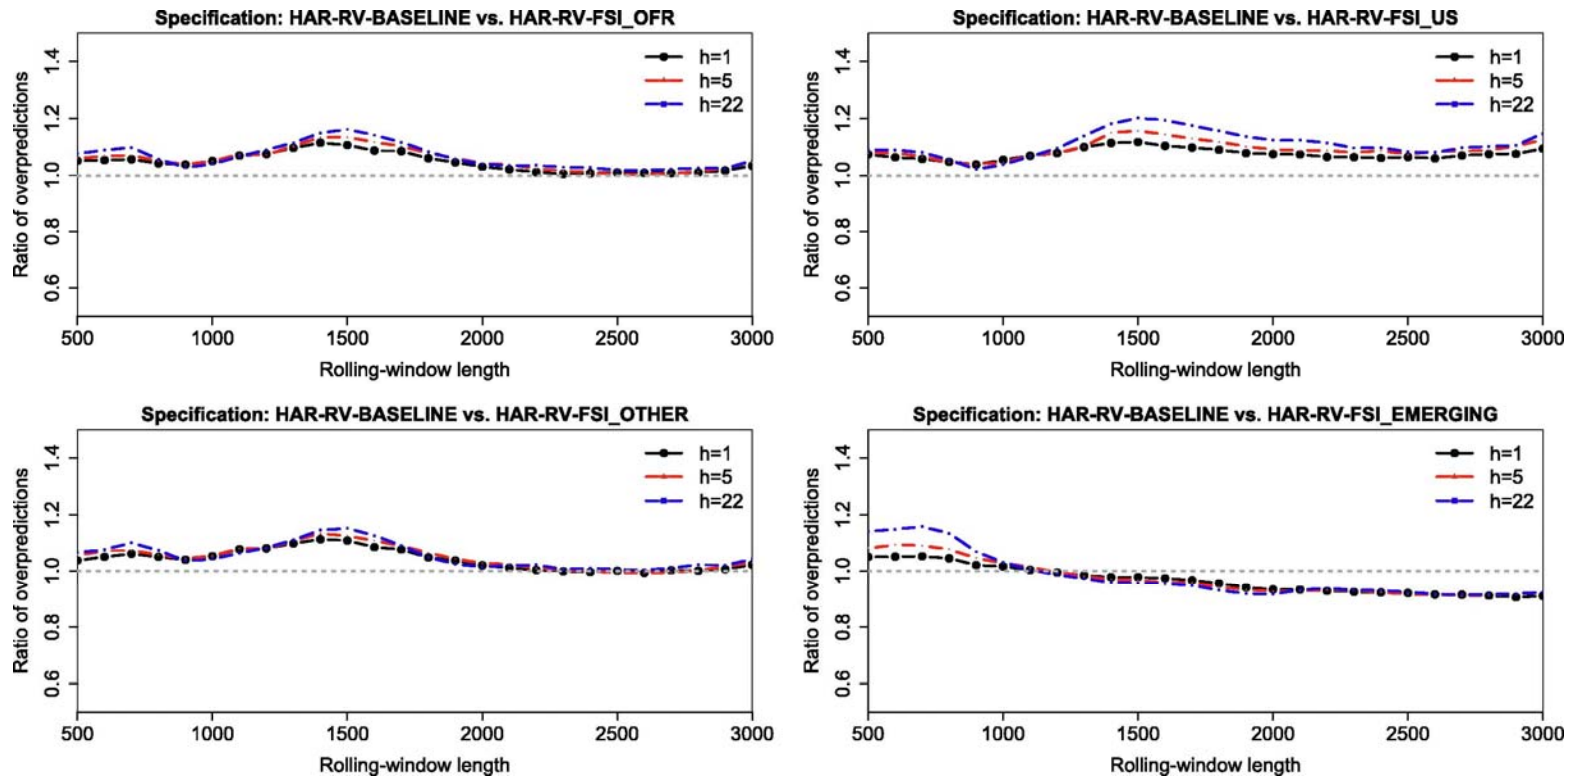 Specification: HAR-RV-BASELINE vs. HAR-RV-FSI_OFR
Ratio of overpredictions
1.4
1.2
1.0
0.8
0.6
h=1
h=5
h=22
500 1000 1500 2000 2500 3000
Rolling-window length
Specification: HAR-RV-BASELINE vs. HAR-RV-FSI_US
Ratio of overpredictions
1.4
1.2
1.0
0.8
0.6
h=1
h=5
h=22
500 1000 1500 2000 2500 3000
Rolling-window length
Specification: HAR-RV-BASELINE vs. HAR-RV-FSI_OTHER
Ratio of overpredictions
1.4
1.2
1.0
0.8
0.6
h=1
h=5
h=22
500 1000 1500 2000 2500 3000
Rolling-window length
Specification: HAR-RV-BASELINE vs. HAR-RV-FSI_EMERGING
Ratio of overpredictions
1.4
1.2
1.0
0.8
0.6
h=1
h=5
h=22
500 1000 1500 2000 2500 3000
Rolling-window length